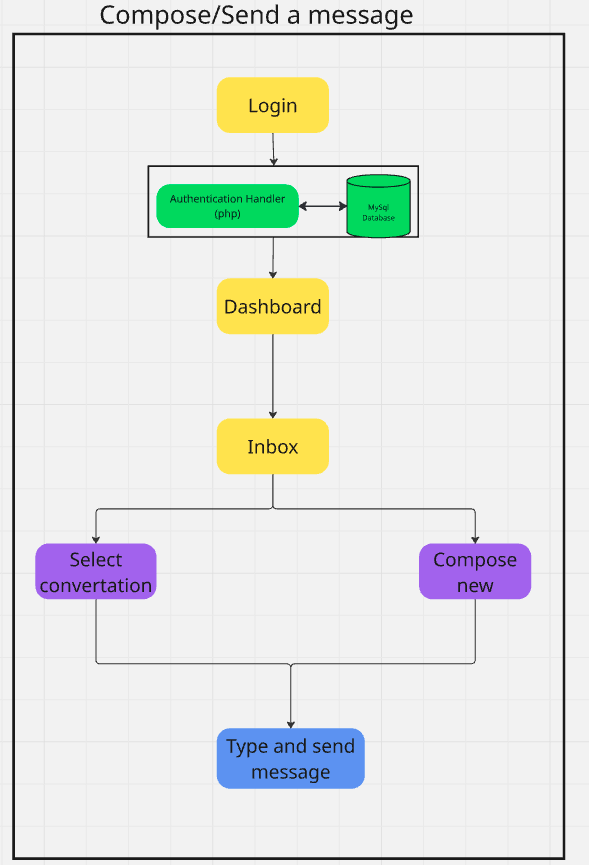 Compose/Send a message
Login
Authentication Handler
(php)
MySql
Database
Dashboard
Inbox
Select
convertation
Compose
new
Type and send
message